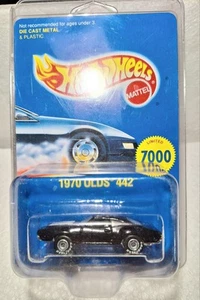 Not recommended for ages under 3.
DIE CAST METAL
& PLASTIC
Hot Wheels
MATTEL
LIMITED
7000
1970 OLDS 442